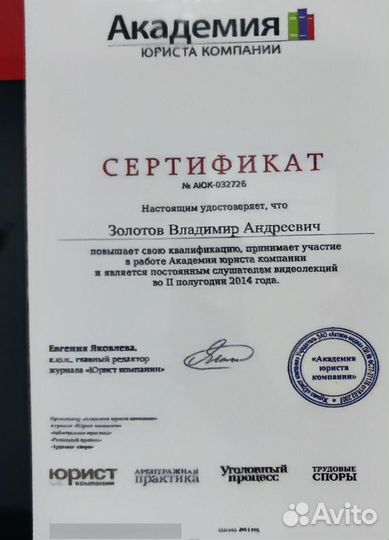 Академия
ЮРИСТА КОМПАНИИ
СЕРТИФИКАТ
№ АЮК-032726
Настоящим удостоверяет, что
Золотов Владимир Андреевич
повышает свою квалификацию, принимает участие
в работе Академии юриста компании
и является постоянным слушателем видеолекций
во II полугодии 2014 года.
Евгения Яковлева,
к.ю.н., главный редактор
журнала «Юрист компании»
«Академия
юриста
компании»
юрист
компании
АРБИТРАЖНАЯ
практика
Уголовный
процесс
ТРУДОВЫЕ
СПОРЫ
Avito